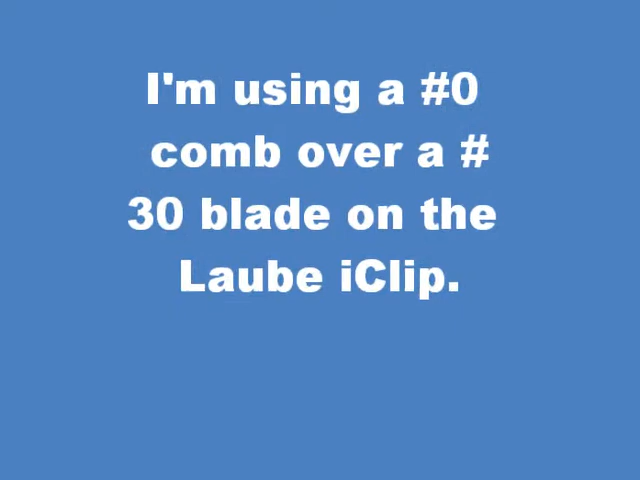 I'm using a #0
comb over a #
30 blade on the
Laube iClip.